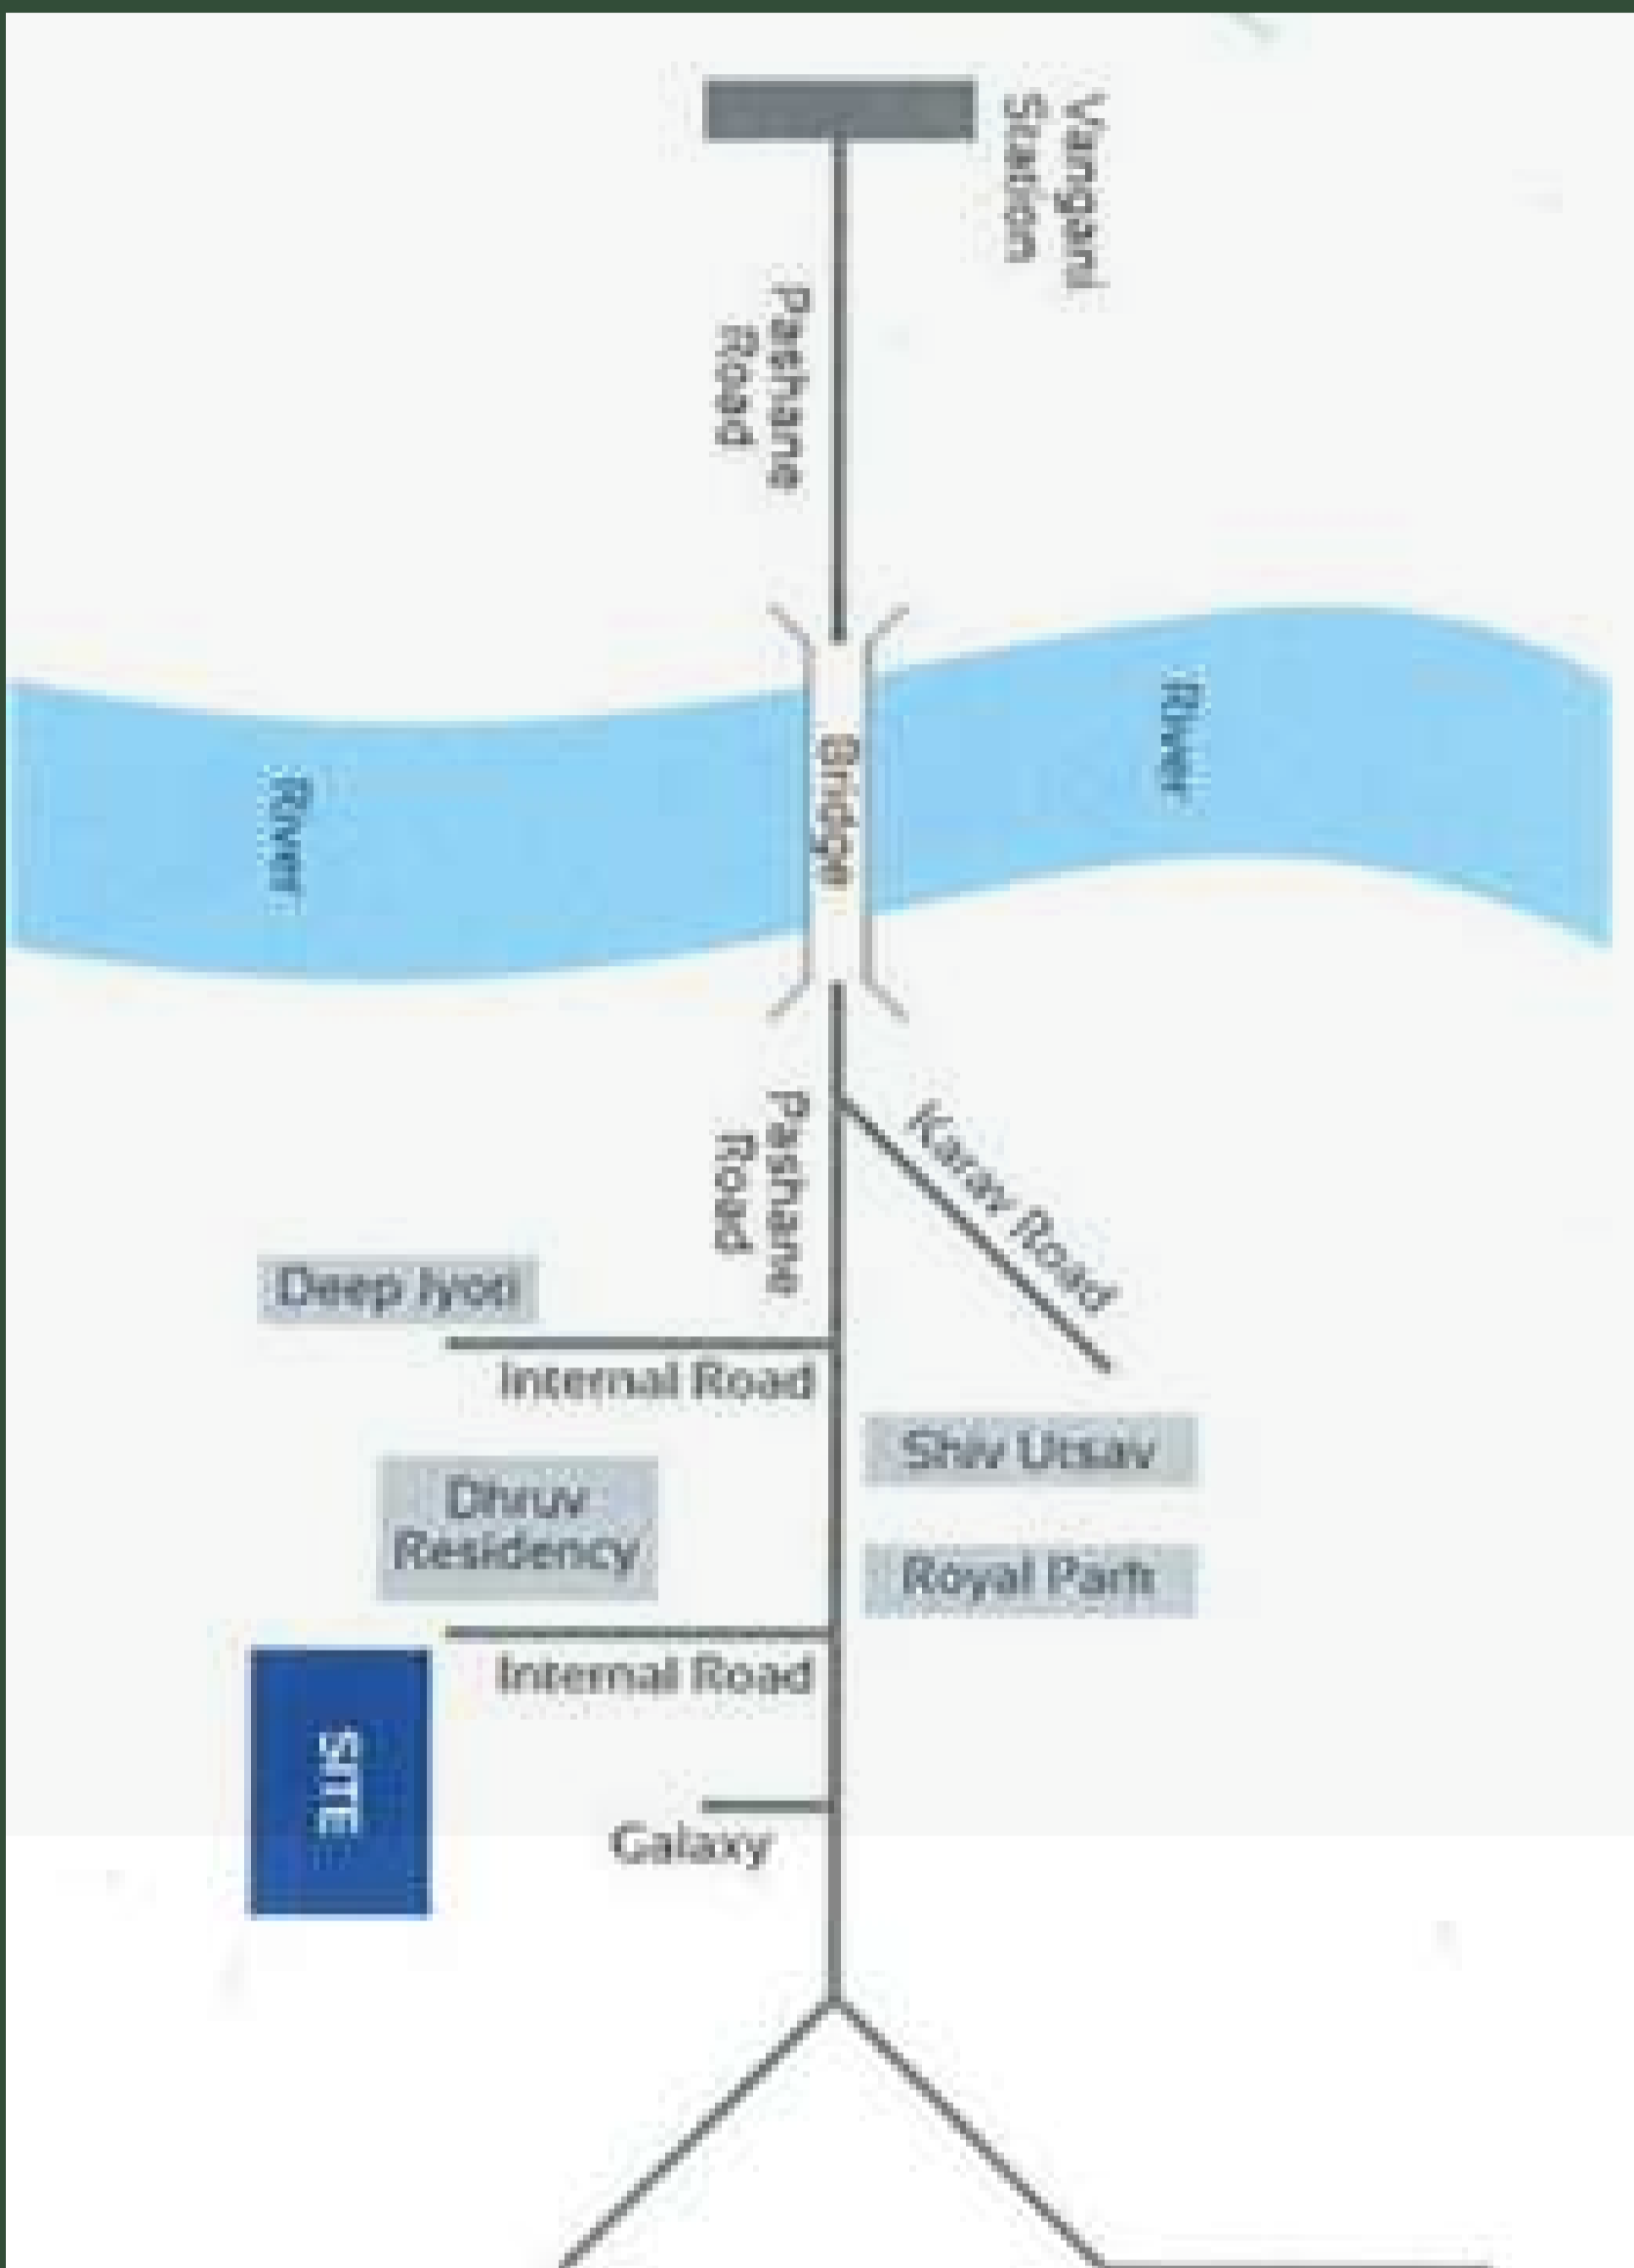 Vangani
Station
Pashane
Road
River
River
Bridge
Pashane
Road
Karav Road
Deep Jyoti
Internal Road
Shiv Utsav
Dhruv
Residency
Royal Park
Internal Road
SITE
Galaxy